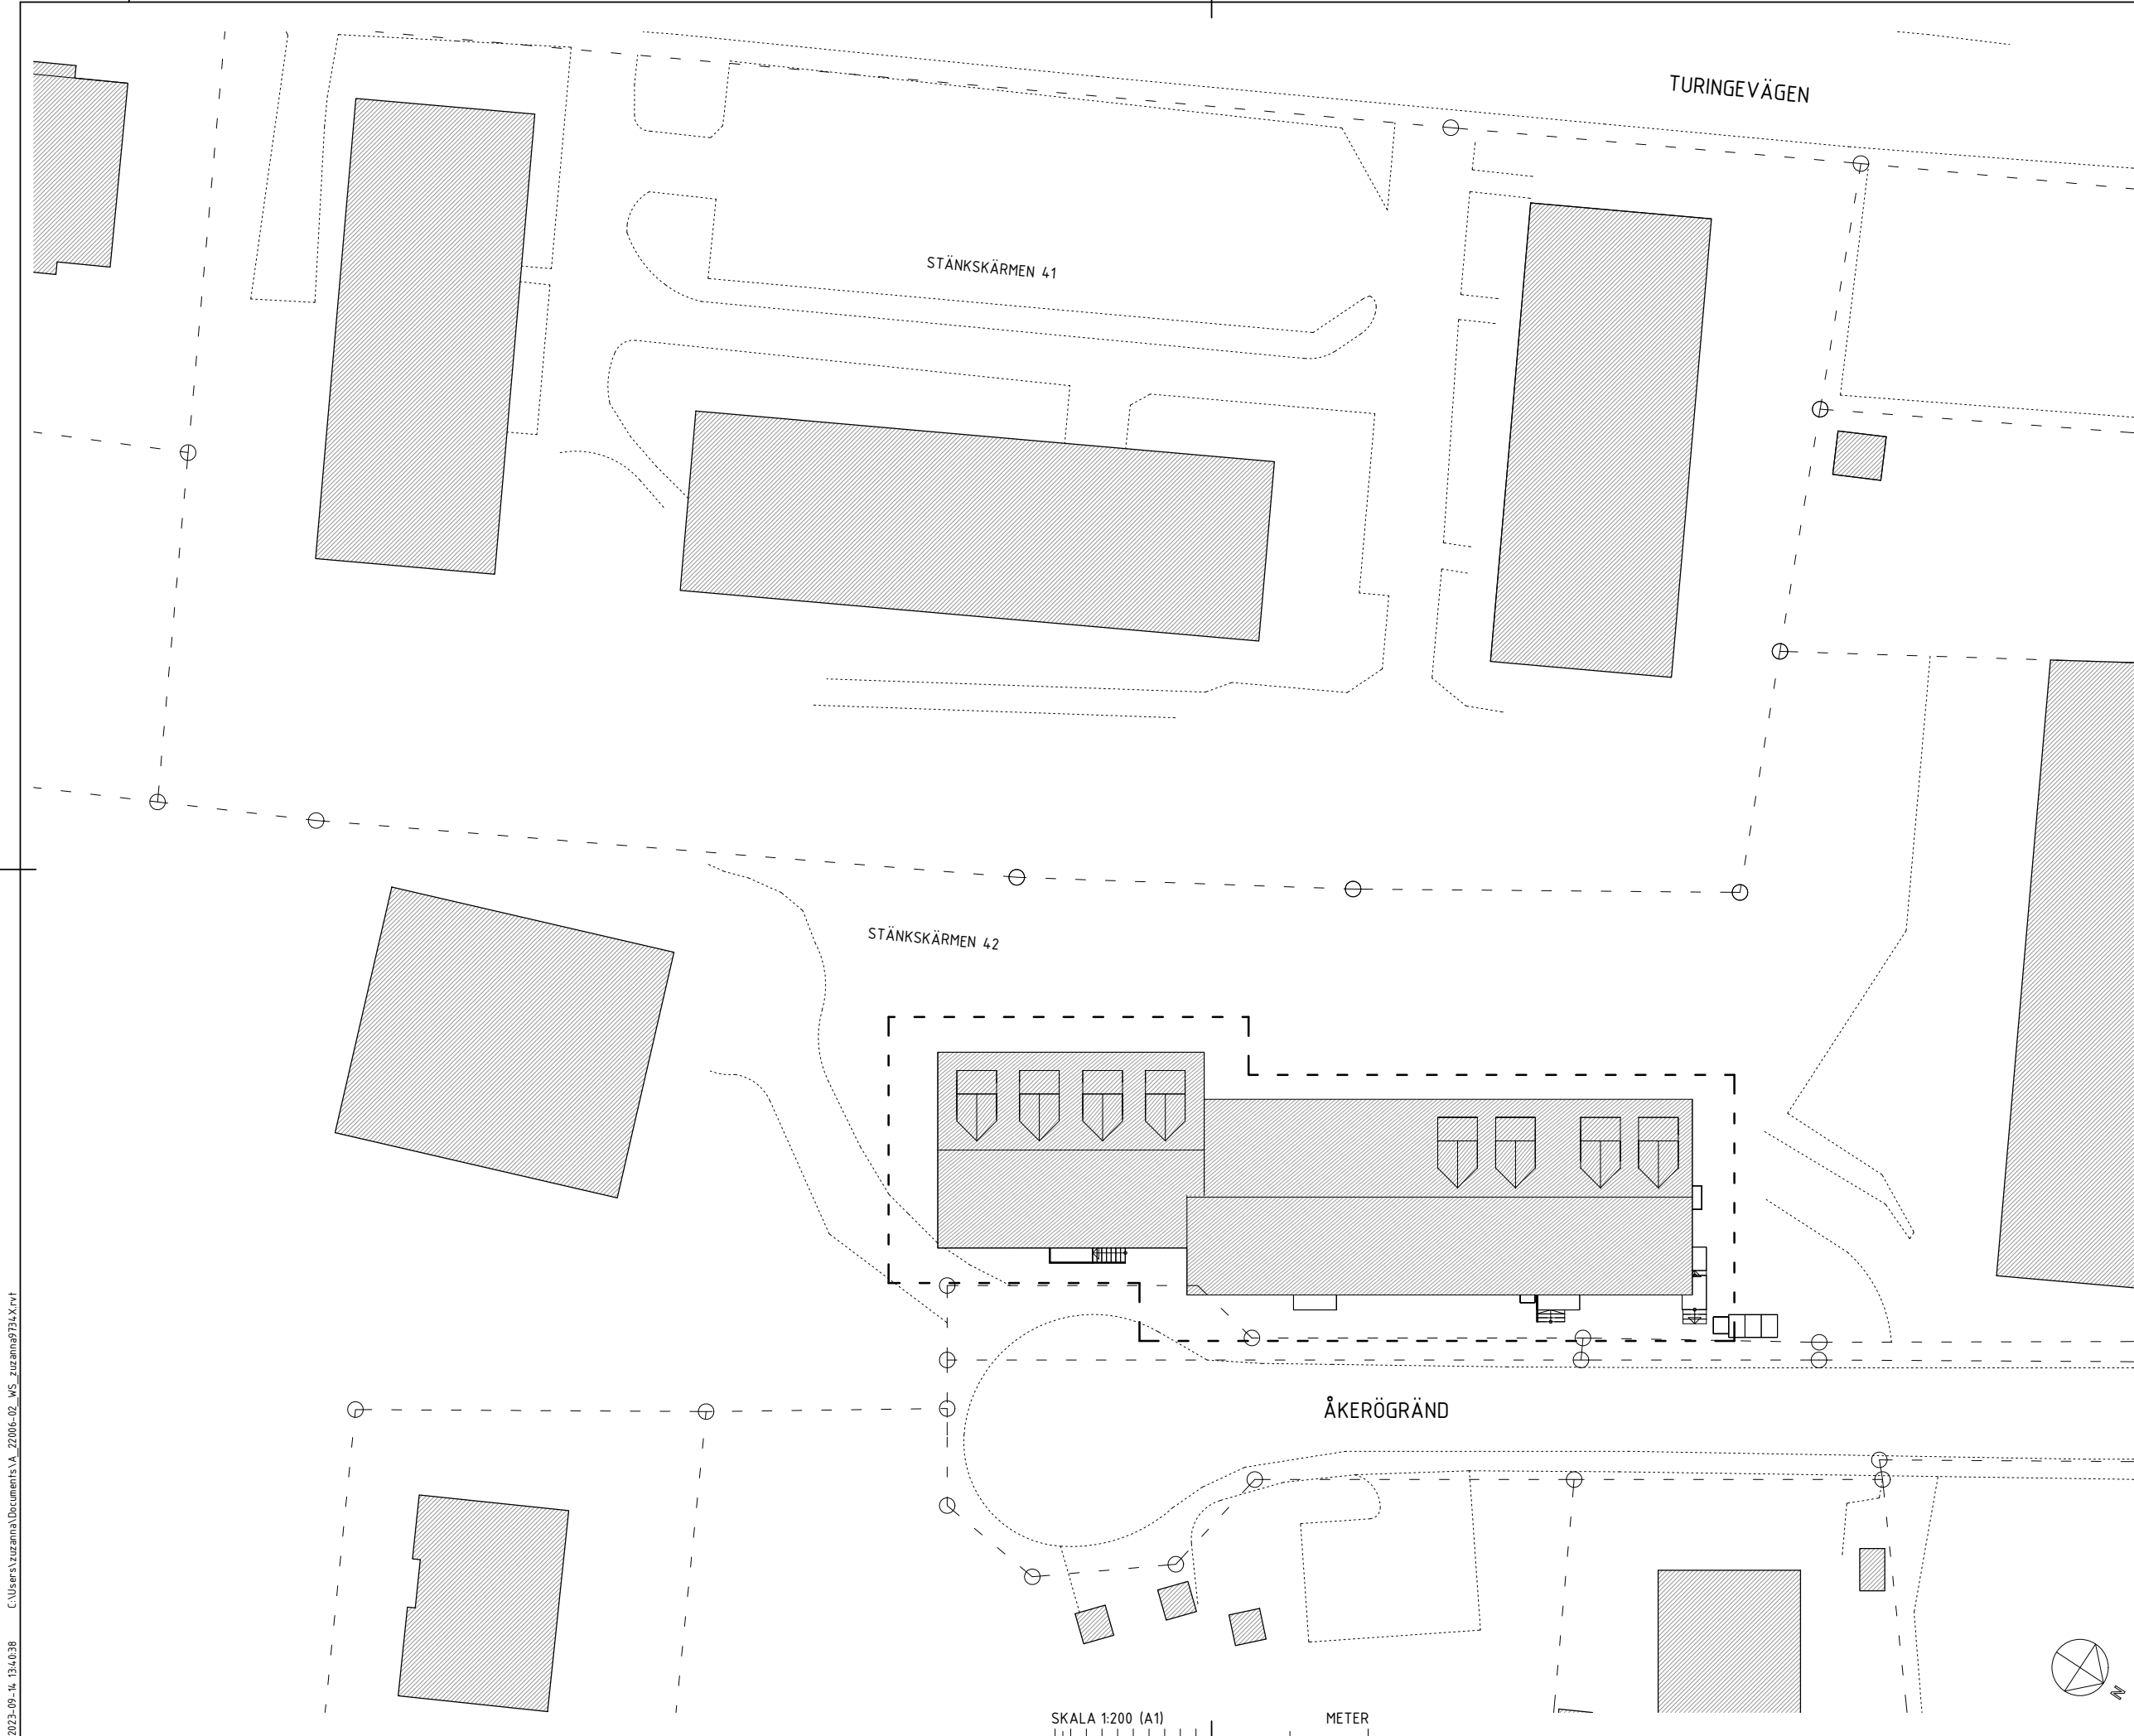 TURINGEVÄGEN
STÄNKSKÄRMEN 41
STÄNKSKÄRMEN 42
ÅKERÖGRÄND
SKALA 1:200 (A1)
METER
N
2023-09-14 13:40:38 C:\Users\zuzanna\Documents\A_22006-02_WS_zuzanna9734X.rvt